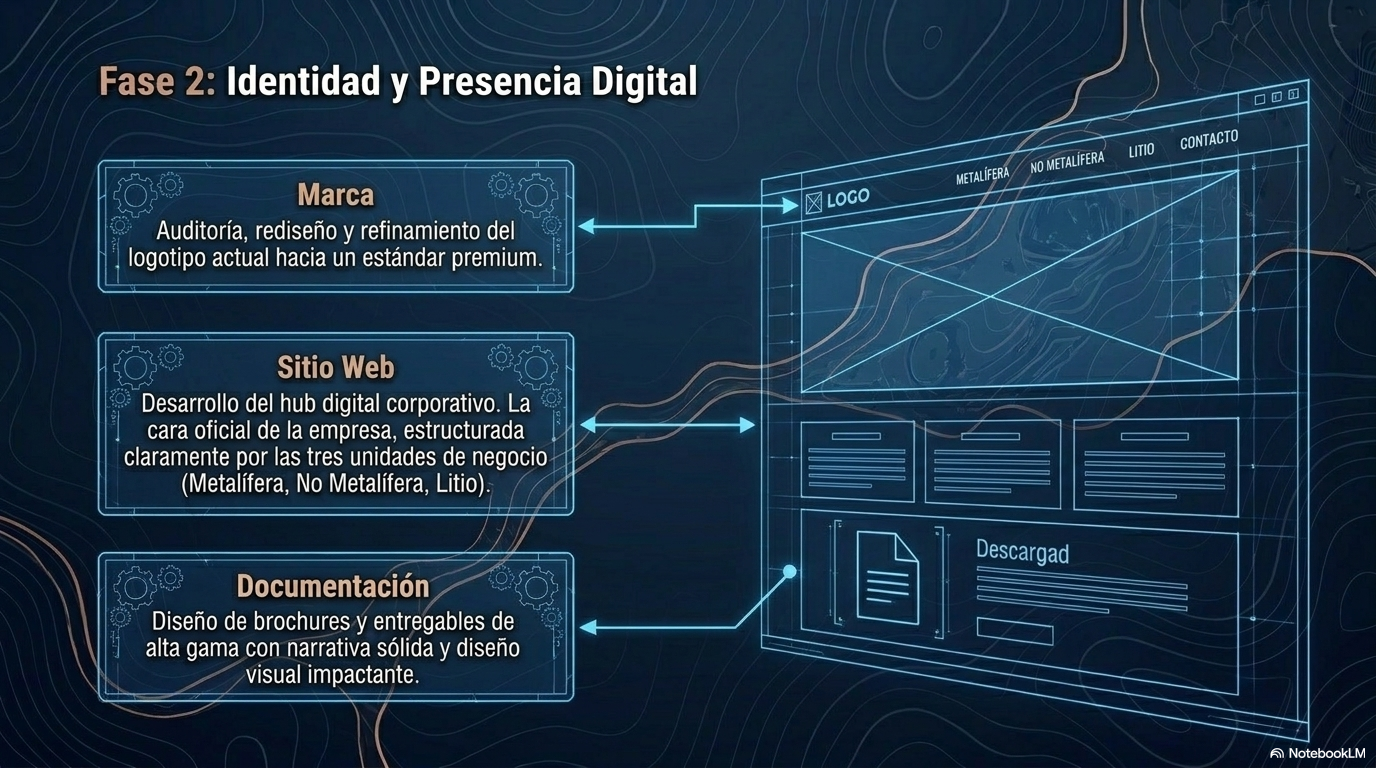 Fase 2: Identidad y Presencia Digital
Marca
Auditoría, rediseño y refinamiento del
logotipo actual hacia un estándar premium.
Sitio Web
Desarrollo del hub digital corporativo. La
cara oficial de la empresa, estructurada
claramente por las tres unidades de negocio
(Metalífera, No Metalífera, Litio).
Documentación
Diseño de brochures y entregables de
alta gama con narrativa sólida y diseño
visual impactante.
LOGO
METALÍFERA
NO METALÍFERA
LITIO
CONTACTO
Descargad
NotebookLM